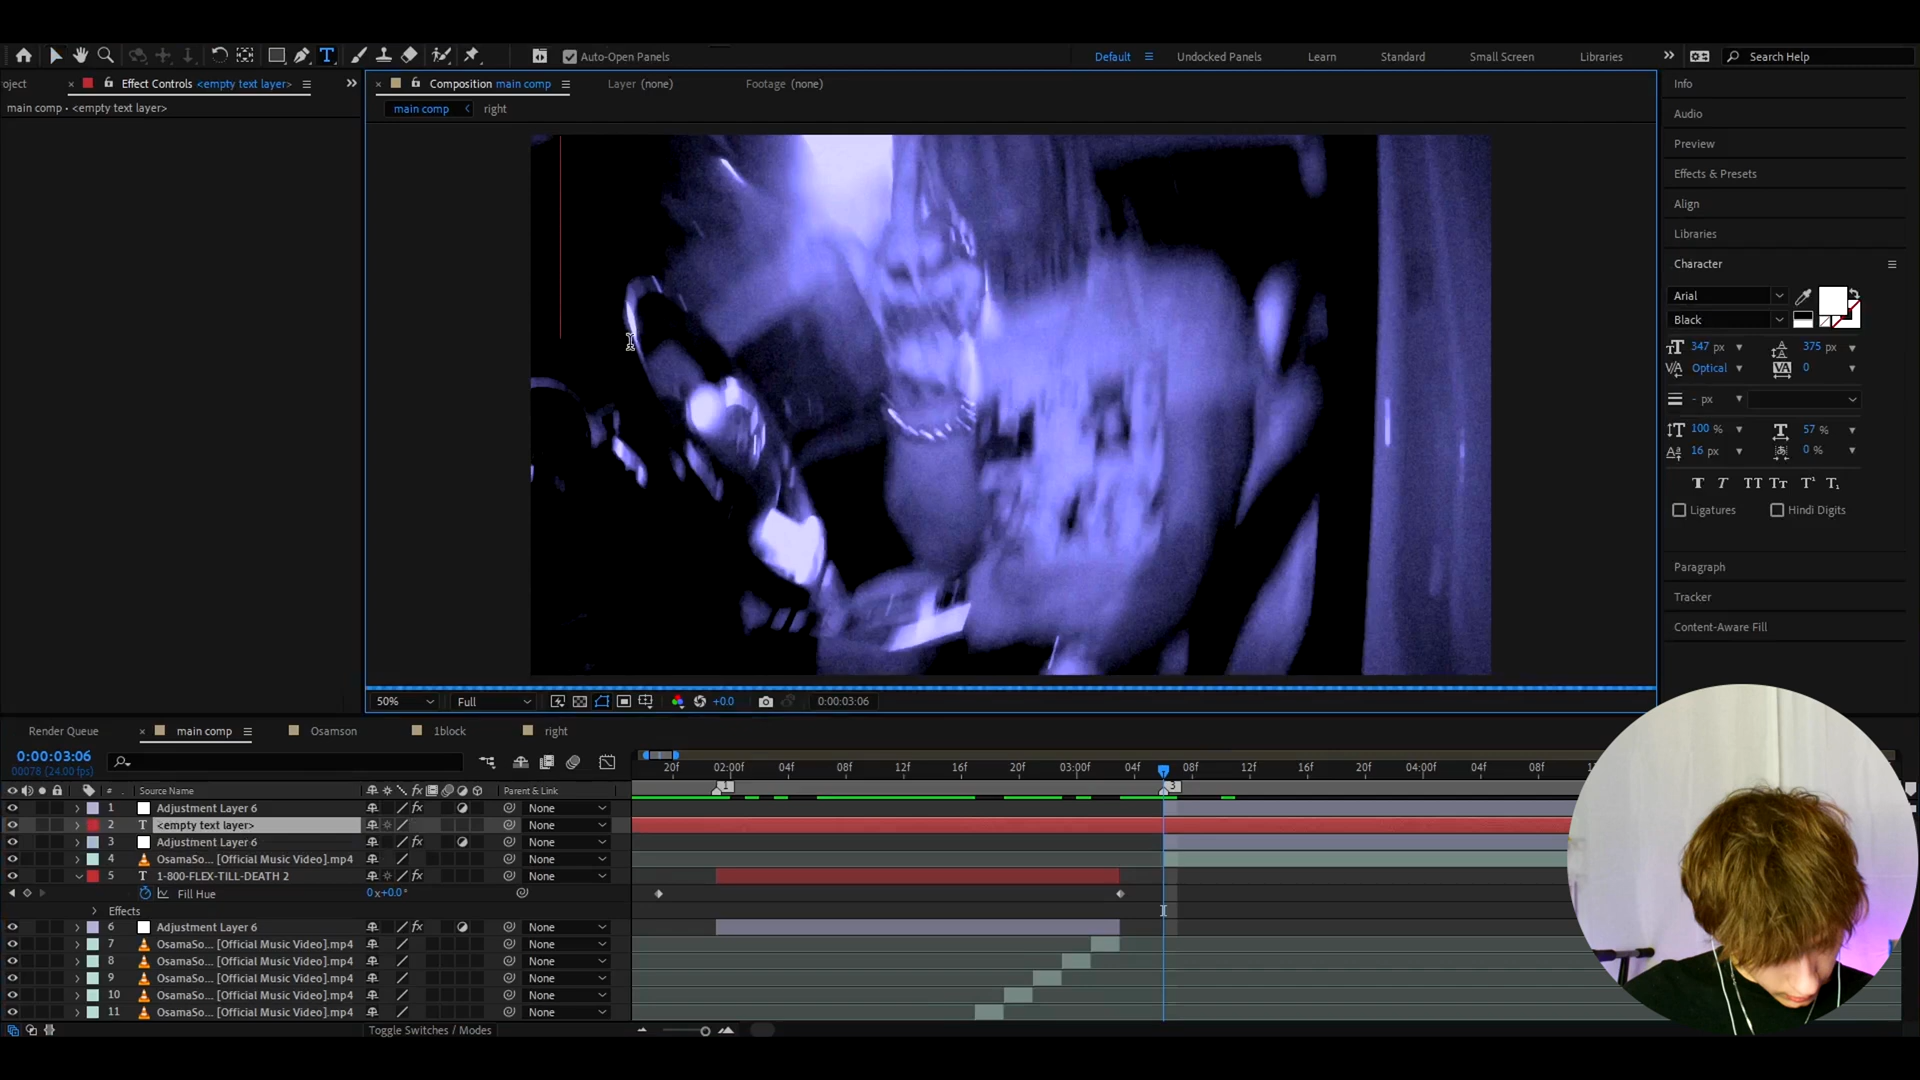 Auto-Open Panels
Default
Undocked Panels
Learn
Standard
Small Screen
Libraries
Search Help
oject
Effect Controls <empty text layer>
Composition main comp
Layer (none)
Footage (none)
main comp • <empty text layer>
main comp
right
Info
Audio
Preview
Effects & Presets
Align
Libraries
Character
Arial
Black
347 px
375 px
Optical
0
- px
100 %
57 %
16 px
0 %
Ligatures
Hindi Digits
Paragraph
Tracker
Content-Aware Fill
50%
Full
+0.0
0:00:03:06
Render Queue
main comp
Osamson
1block
right
0:00:03:06
00078 (24.00 fps)
20f
02:00f
04f
08f
12f
16f
20f
03:00f
04f
08f
12f
16f
20f
04:00f
04f
08f
1
3
#
Source Name
Parent & Link
1 Adjustment Layer 6 None
2 T <empty text layer> None
3 Adjustment Layer 6 None
4 OsamaSo... [Official Music Video].mp4 None
5 T 1-800-FLEX-TILL-DEATH 2 None
Fill Hue 0x+0.0°
Effects
6 Adjustment Layer 6 None
7 OsamaSo... [Official Music Video].mp4 None
8 OsamaSo... [Official Music Video].mp4 None
9 OsamaSo... [Official Music Video].mp4 None
10 OsamaSo... [Official Music Video].mp4 None
11 OsamaSo... [Official Music Video].mp4 None
Toggle Switches / Modes